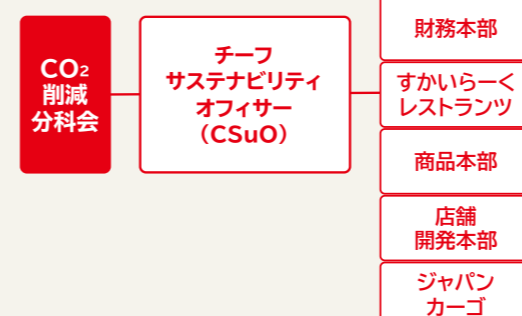 CO2
削減
分科会
チーフ
サステナビリティ
オフィサー
（CSuO）
財務本部
すかいらーく
レストランツ
商品本部
店舗
開発本部
ジャパン
カーゴ